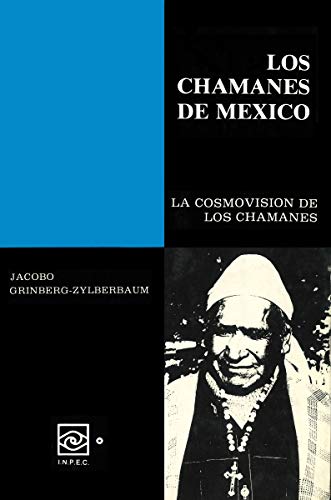 LOS
CHAMANES
DE MEXICO
LA COSMOVISION DE
LOS CHAMANES
JACOBO
GRINBERG-ZYLBERBAUM
I.N.P.E.C.